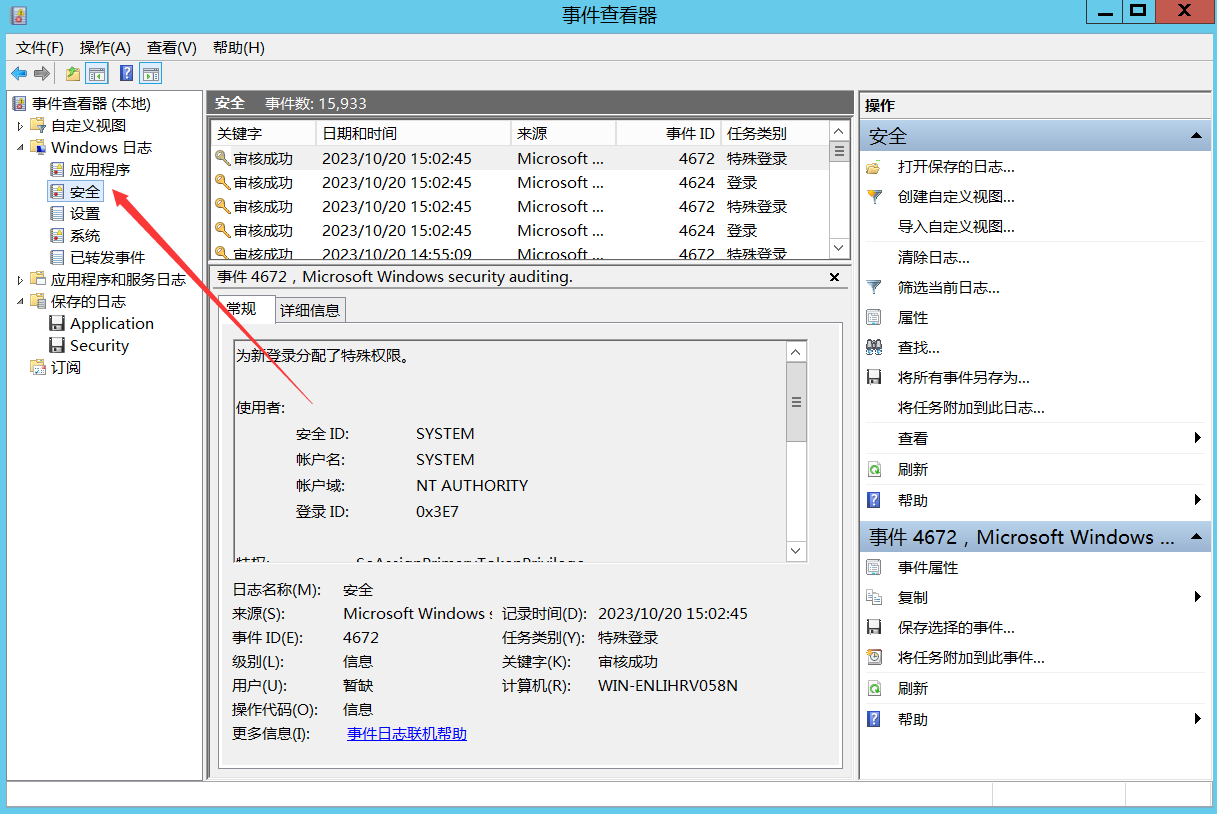 事件查看器
文件(F) 操作(A) 查看(V) 帮助(H)
事件查看器 (本地)
自定义视图
Windows 日志
应用程序
安全
设置
系统
已转发事件
应用程序和服务日志
保存的日志
Application
Security
订阅
安全 事件数: 15,933
关键字 日期和时间 来源 事件 ID 任务类别
审核成功 2023/10/20 15:02:45 Microsoft ... 4672 特殊登录
审核成功 2023/10/20 15:02:45 Microsoft ... 4624 登录
审核成功 2023/10/20 15:02:45 Microsoft ... 4672 特殊登录
审核成功 2023/10/20 15:02:45 Microsoft ... 4624 登录
审核成功 2023/10/20 14:55:09 Microsoft ... 4672 特殊登录
事件 4672，Microsoft Windows security auditing.
常规 详细信息
为新登录分配了特殊权限。
使用者:
安全 ID: SYSTEM
帐户名: SYSTEM
帐户域: NT AUTHORITY
登录 ID: 0x3E7
特权: SeAssignPrimaryTokenPrivilege
日志名称(M): 安全
来源(S): Microsoft Windows s 记录时间(D): 2023/10/20 15:02:45
事件 ID(E): 4672 任务类别(Y): 特殊登录
级别(L): 信息 关键字(K): 审核成功
用户(U): 暂缺 计算机(R): WIN-ENLIHRV058N
操作代码(O): 信息
更多信息(I): 事件日志联机帮助
操作
安全
打开保存的日志...
创建自定义视图...
导入自定义视图...
清除日志...
筛选当前日志...
属性
查找...
将所有事件另存为...
将任务附加到此日志...
查看
刷新
帮助
事件 4672，Microsoft Windows ...
事件属性
复制
保存选择的事件...
将任务附加到此事件...
刷新
帮助